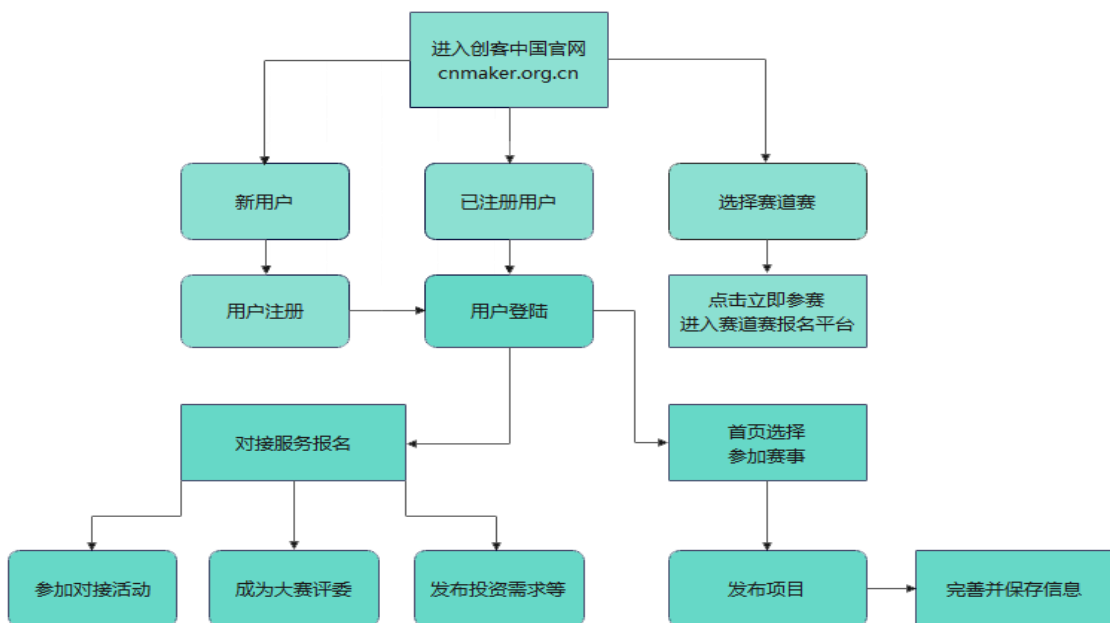 进入创客中国官网
cnmaker.org.cn
新用户
已注册用户
选择赛道赛
用户注册
用户登陆
点击立即参赛
进入赛道赛报名平台
对接服务报名
首页选择
参加赛事
参加对接活动
成为大赛评委
发布投资需求等
发布项目
完善并保存信息